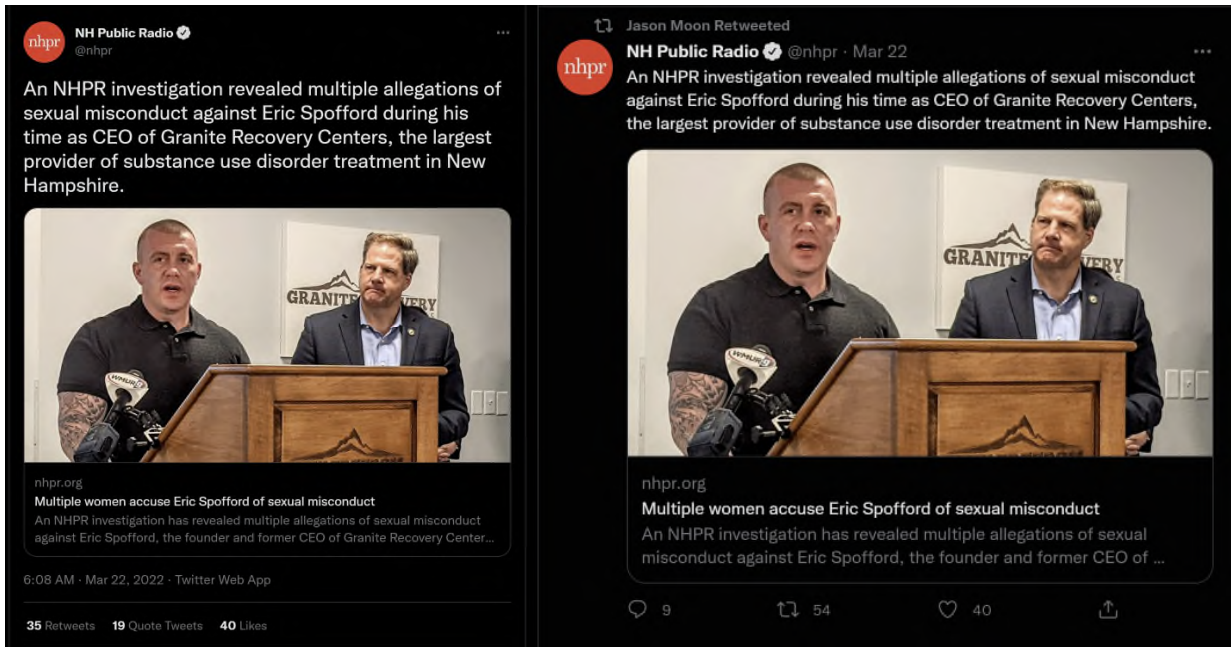 nhpr
NH Public Radio
@nhpr
An NHPR investigation revealed multiple allegations of
sexual misconduct against Eric Spofford during his
time as CEO of Granite Recovery Centers, the largest
provider of substance use disorder treatment in New
Hampshire.
WMUR
nhpr.org
Multiple women accuse Eric Spofford of sexual misconduct
An NHPR investigation has revealed multiple allegations of sexual misconduct
against Eric Spofford, the founder and former CEO of Granite Recovery Center...
6:08 AM · Mar 22, 2022 · Twitter Web App
35 Retweets 19 Quote Tweets 40 Likes
Jason Moon Retweeted
nhpr
NH Public Radio @nhpr · Mar 22
An NHPR investigation revealed multiple allegations of sexual misconduct
against Eric Spofford during his time as CEO of Granite Recovery Centers,
the largest provider of substance use disorder treatment in New Hampshire.
GRANITE
WMUR
nhpr.org
Multiple women accuse Eric Spofford of sexual misconduct
An NHPR investigation has revealed multiple allegations of sexual
misconduct against Eric Spofford, the founder and former CEO of ...
9 54 40